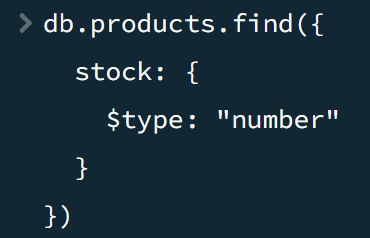 > db.products.find({
stock: {
$type: "number"
}
})